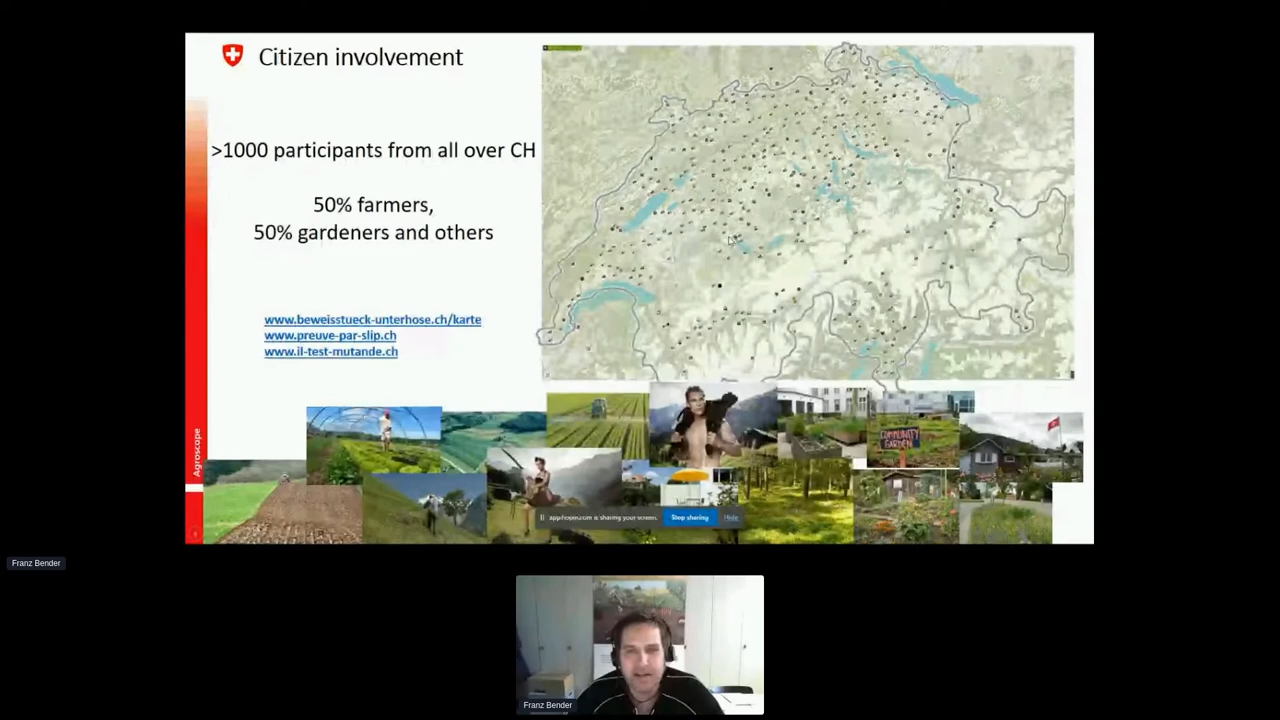 Citizen involvement
>1000 participants from all over CH
50% farmers,
50% gardeners and others
www.beweisstueck-unterhose.ch/karte
www.preuve-par-slip.ch
www.il-test-mutande.ch
Agroscope
COMMUNITY
GARDEN
app.hopin.com is sharing your screen.
Stop sharing
Hide
Franz Bender
Franz Bender